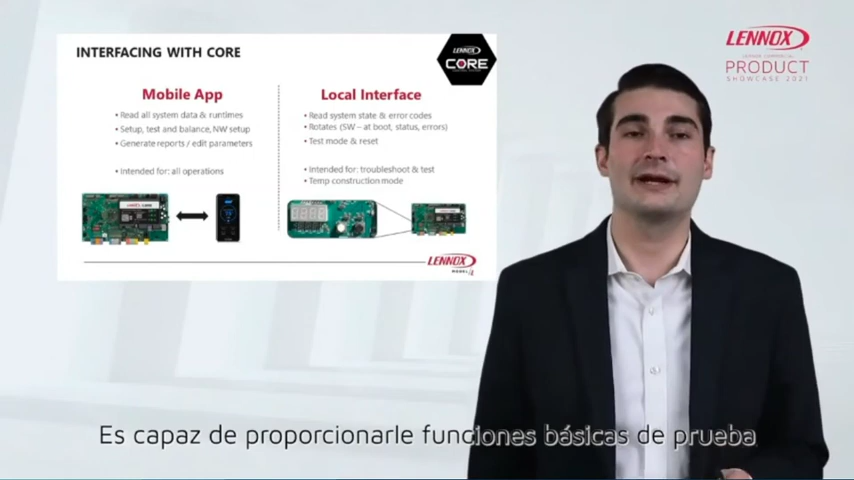 INTERFACING WITH CORE
LENNOX
CORE
CONTROL SYSTEM
Mobile App
• Read all system data & runtimes
• Setup, test and balance, NW setup
• Generate reports / edit parameters
• Intended for: all operations
Local Interface
• Read system state & error codes
• Rotates (SW – at boot, status, errors)
• Test mode & reset
• Intended for: troubleshoot & test
• Temp construction mode
LENNOX
MODEL L
LENNOX
PRODUCT
SHOWCASE 2021
Es capaz de proporcionarle funciones básicas de prueba